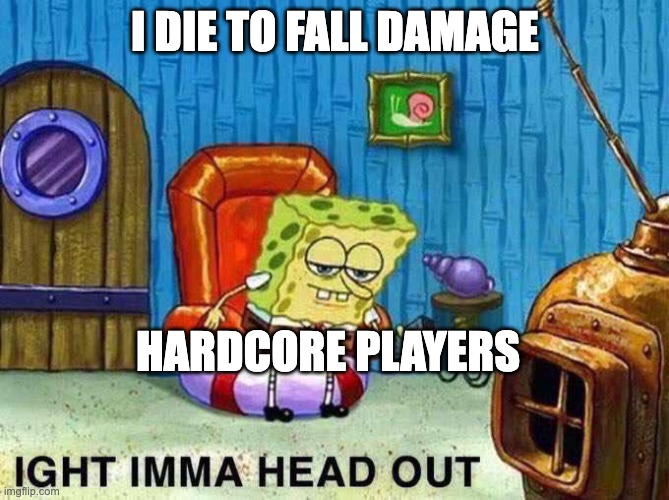 I DIE TO FALL DAMAGE
HARDCORE PLAYERS
IGHT IMMA HEAD OUT
imgflip.com